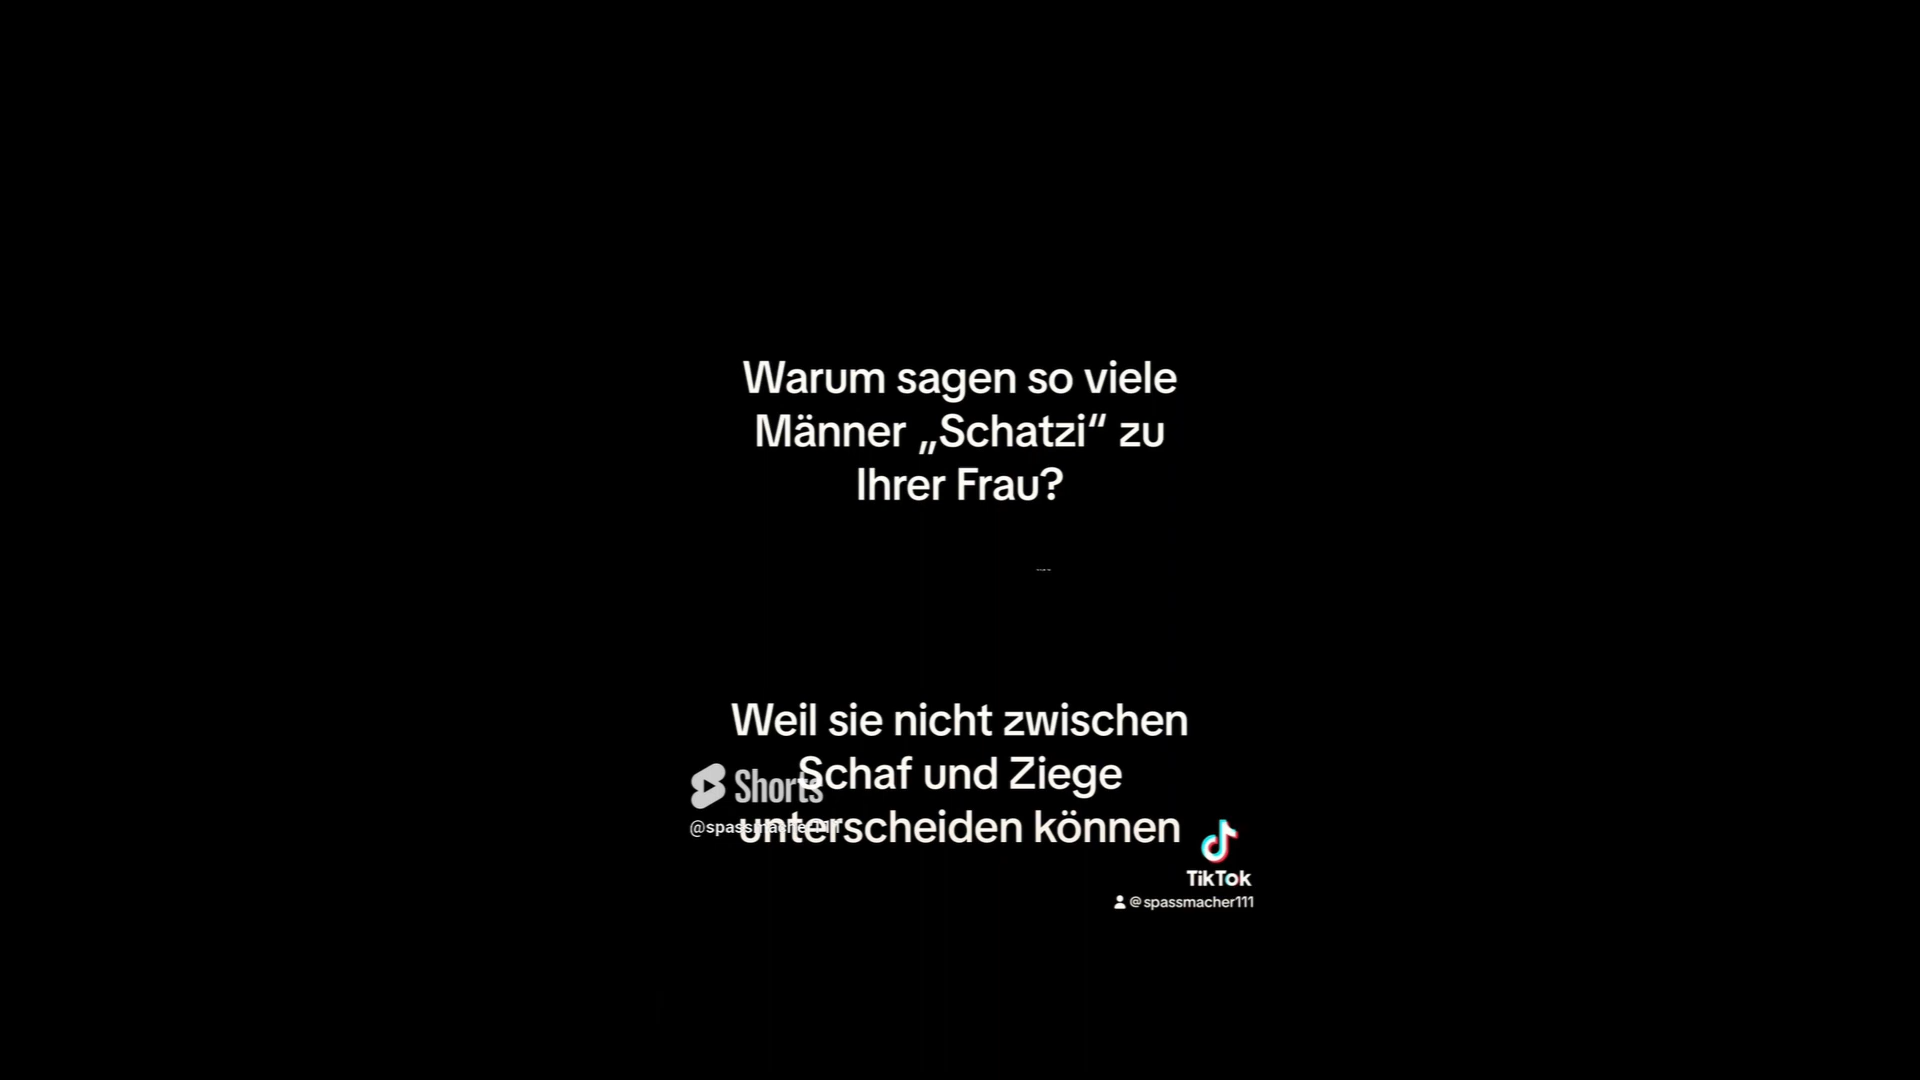 Warum sagen so viele
Männer „Schatzi“ zu
Ihrer Frau?
Weil sie nicht zwischen
Schaf und Ziege
unterscheiden können
Shorts
@spassmacher111
TikTok
@spassmacher111